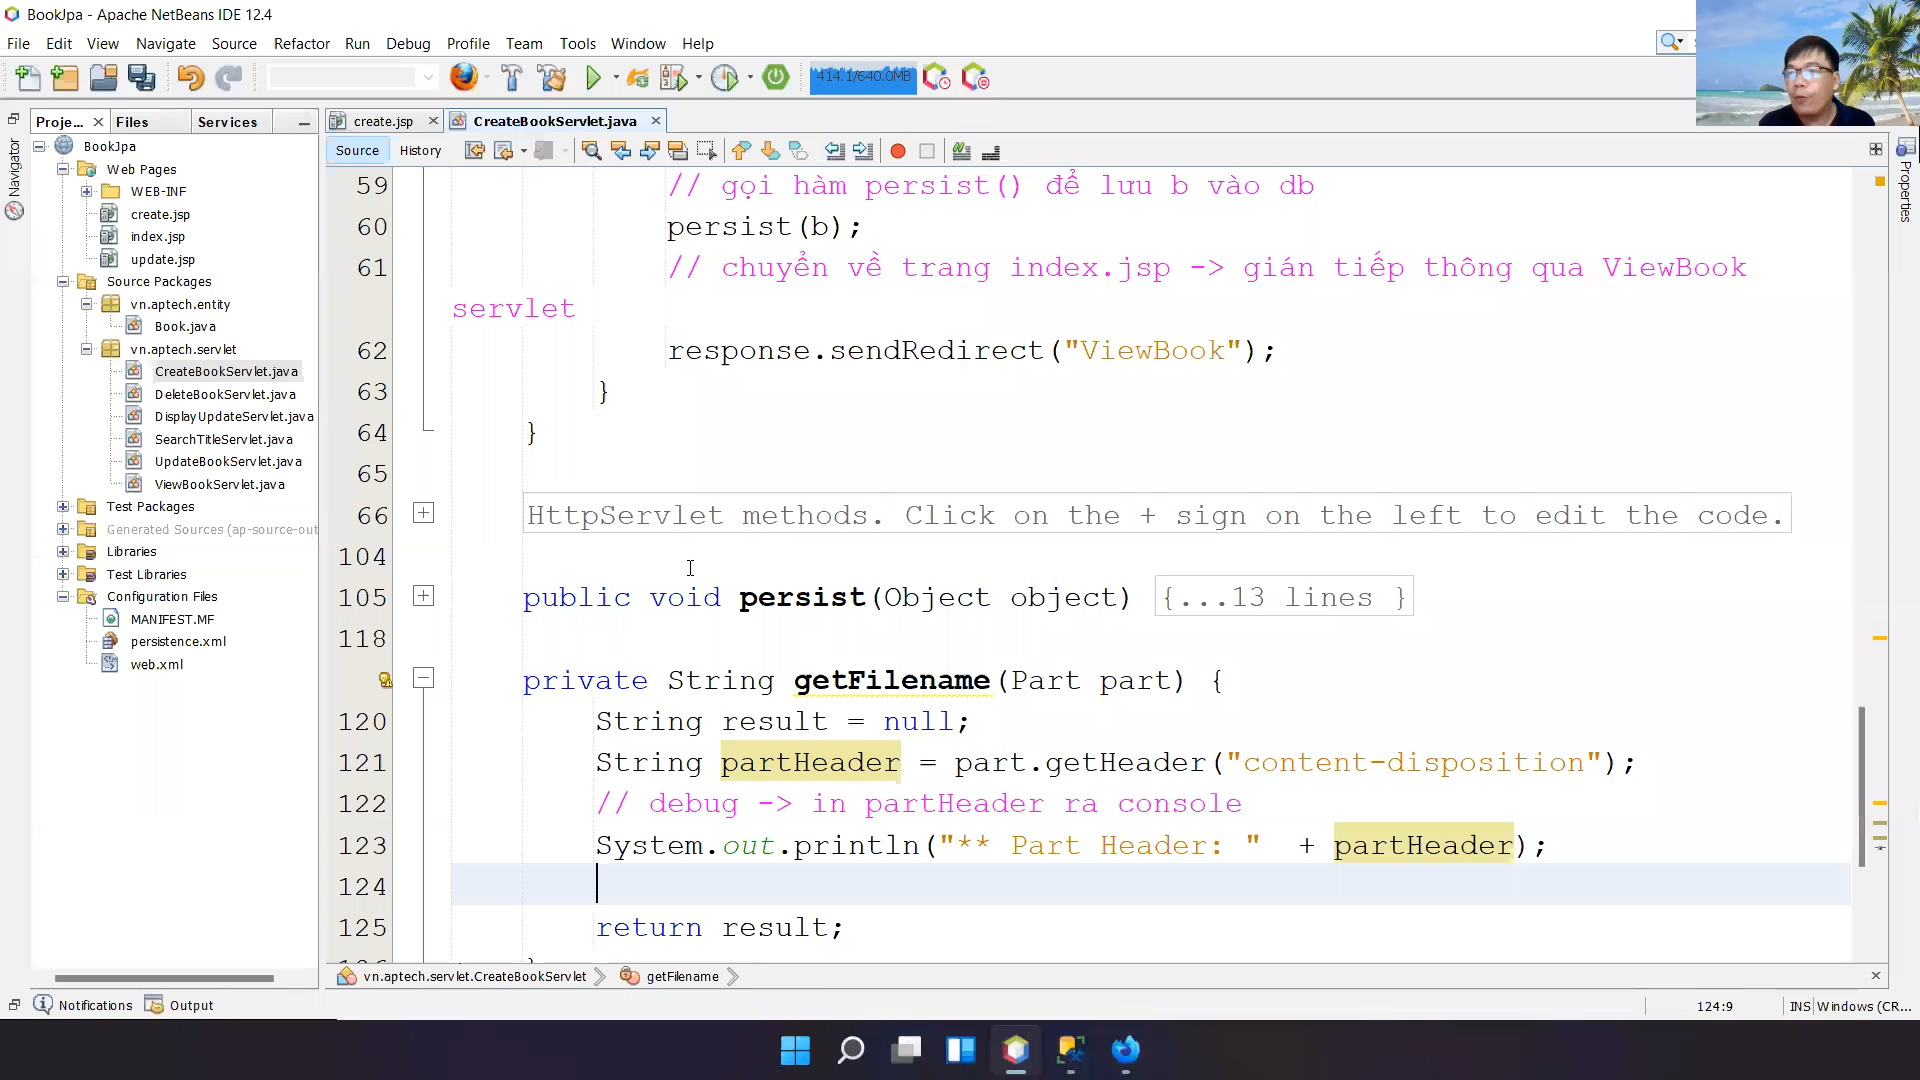 BookJpa - Apache NetBeans IDE 12.4
File Edit View Navigate Source Refactor Run Debug Profile Team Tools Window Help
414.1/640.0MB
Proje... Files Services
create.jsp CreateBookServlet.java
Source History
Navigator
Properties
BookJpa
Web Pages
WEB-INF
create.jsp
index.jsp
update.jsp
Source Packages
vn.aptech.entity
Book.java
vn.aptech.servlet
CreateBookServlet.java
DeleteBookServlet.java
DisplayUpdateServlet.java
SearchTitleServlet.java
UpdateBookServlet.java
ViewBookServlet.java
Test Packages
Generated Sources (ap-source-out
Libraries
Test Libraries
Configuration Files
MANIFEST.MF
persistence.xml
web.xml
59 // gọi hàm persist() để lưu b vào db
60 persist(b);
61 // chuyển về trang index.jsp -> gián tiếp thông qua ViewBook
servlet
62 response.sendRedirect("ViewBook");
63 }
64 }
65
66 HttpServlet methods. Click on the + sign on the left to edit the code.
104
105 public void persist(Object object) {...13 lines }
118
private String getFilename(Part part) {
120 String result = null;
121 String partHeader = part.getHeader("content-disposition");
122 // debug -> in partHeader ra console
123 System.out.println("** Part Header: " + partHeader);
124
125 return result;
vn.aptech.servlet.CreateBookServlet getFilename
Notifications Output
124:9 INS Windows (CR...